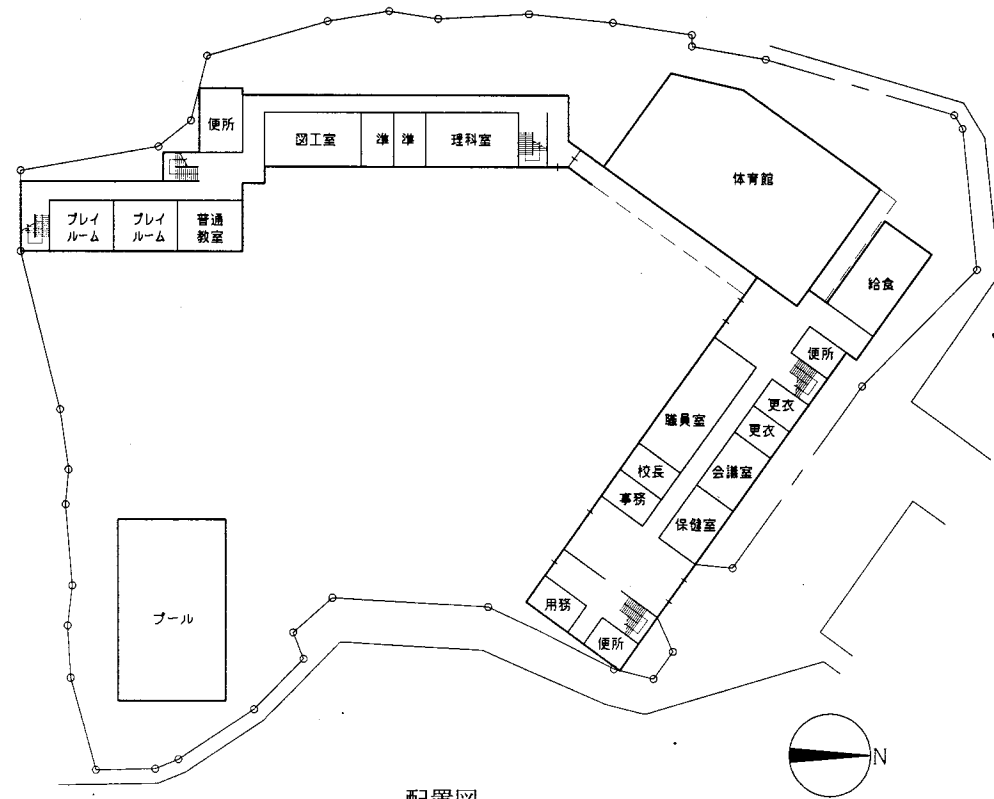 便所
図工室
準
準
理科室
体育館
プレイ
ルーム
プレイ
ルーム
普通
教室
給食
便所
更衣
更衣
職員室
会議室
校長
事務
保健室
プール
用務
便所
N
配置図